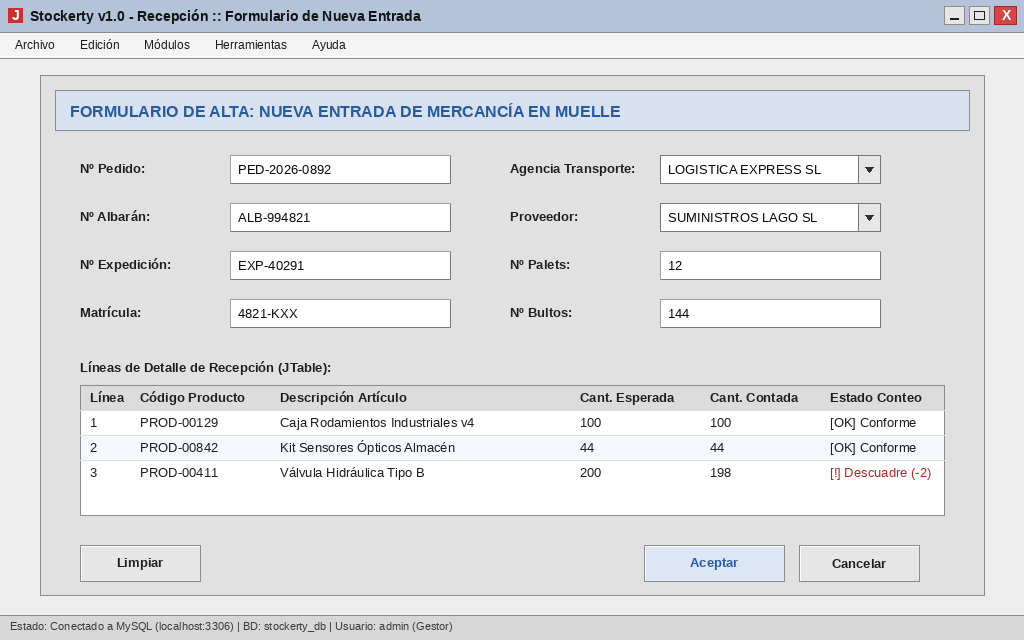 J Stockerty v1.0 - Recepción :: Formulario de Nueva Entrada X
Archivo Edición Módulos Herramientas Ayuda
FORMULARIO DE ALTA: NUEVA ENTRADA DE MERCANCÍA EN MUELLE
Nº Pedido: PED-2026-0892 Agencia Transporte: LOGISTICA EXPRESS SL
Nº Albarán: ALB-994821 Proveedor: SUMINISTROS LAGO SL
Nº Expedición: EXP-40291 Nº Palets: 12
Matrícula: 4821-KXX Nº Bultos: 144
Líneas de Detalle de Recepción (JTable):
Línea Código Producto Descripción Artículo Cant. Esperada Cant. Contada Estado Conteo
1 PROD-00129 Caja Rodamientos Industriales v4 100 100 [OK] Conforme
2 PROD-00842 Kit Sensores Ópticos Almacén 44 44 [OK] Conforme
3 PROD-00411 Válvula Hidráulica Tipo B 200 198 [!] Descuadre (-2)
Limpiar Aceptar Cancelar
Estado: Conectado a MySQL (localhost:3306) | BD: stockerty_db | Usuario: admin (Gestor)